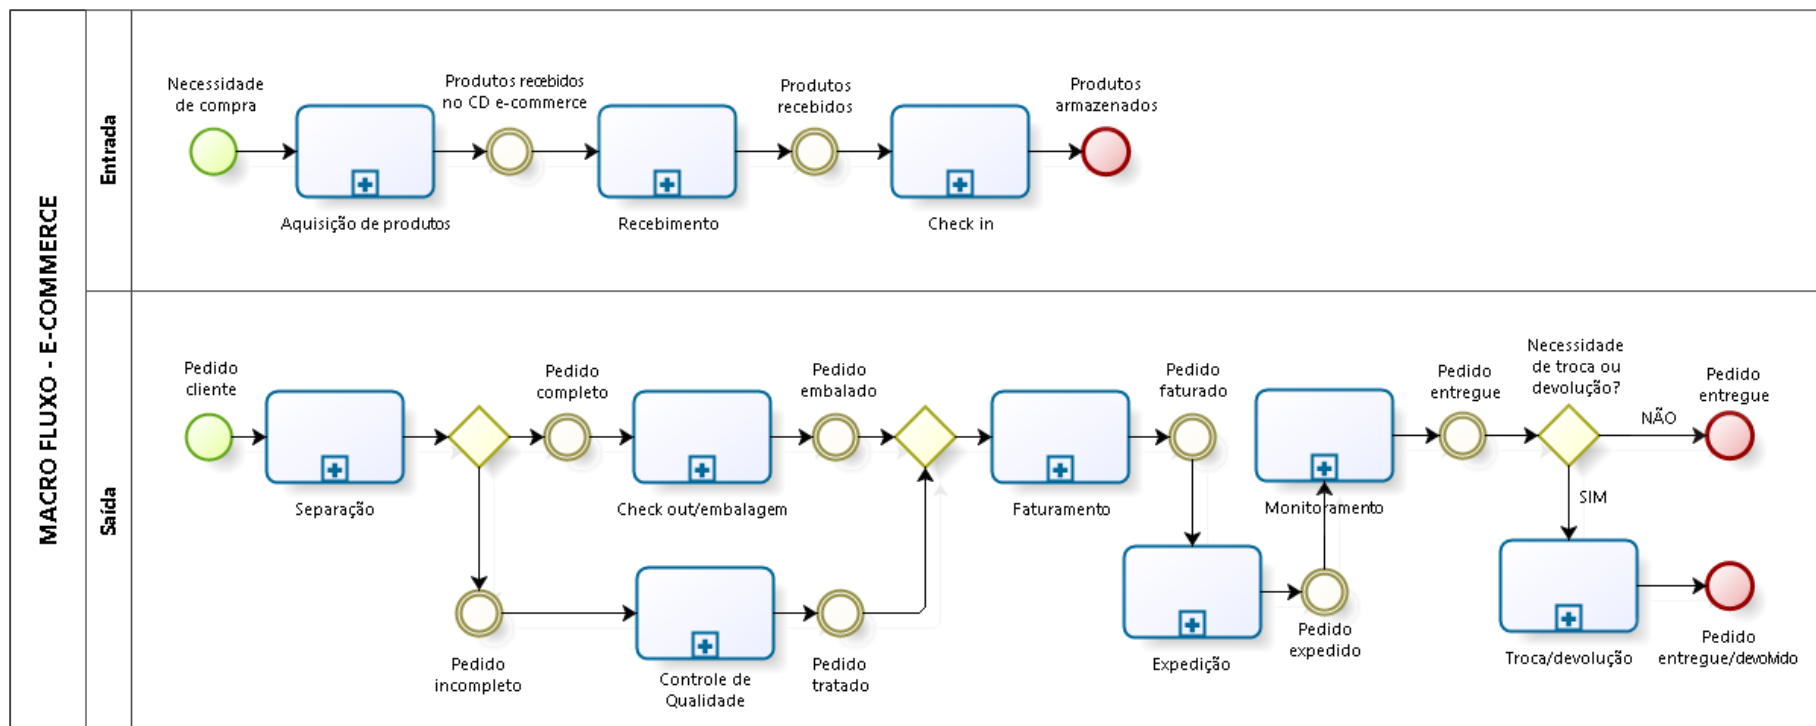 MACRO FLUXO - E-COMMERCE
Entrada
Necessidade
de compra
Aquisição de produtos
Produtos recebidos
no CD e-commerce
Recebimento
Produtos
recebidos
Check in
Produtos
armazenados
Saída
Pedido
cliente
Separação
Pedido
completo
Check out/embalagem
Pedido
embalado
Pedido
incompleto
Controle de
Qualidade
Pedido
tratado
Faturamento
Pedido
faturado
Expedição
Pedido
expedido
Monitoramento
Pedido
entregue
Necessidade
de troca ou
devolução?
NÃO
Pedido
entregue
SIM
Troca/devolução
Pedido
entregue/devolvido